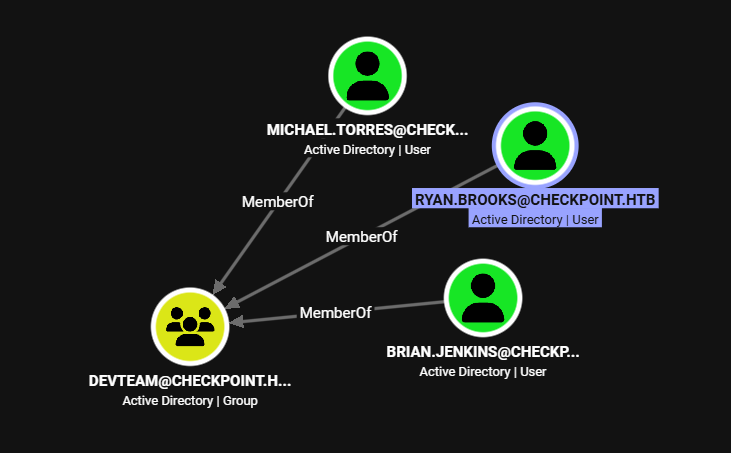 MICHAEL.TORRES@CHECK...
Active Directory | User
RYAN.BROOKS@CHECKPOINT.HTB
Active Directory | User
MemberOf
MemberOf
MemberOf
BRIAN.JENKINS@CHECKP...
Active Directory | User
DEVTEAM@CHECKPOINT.H...
Active Directory | Group